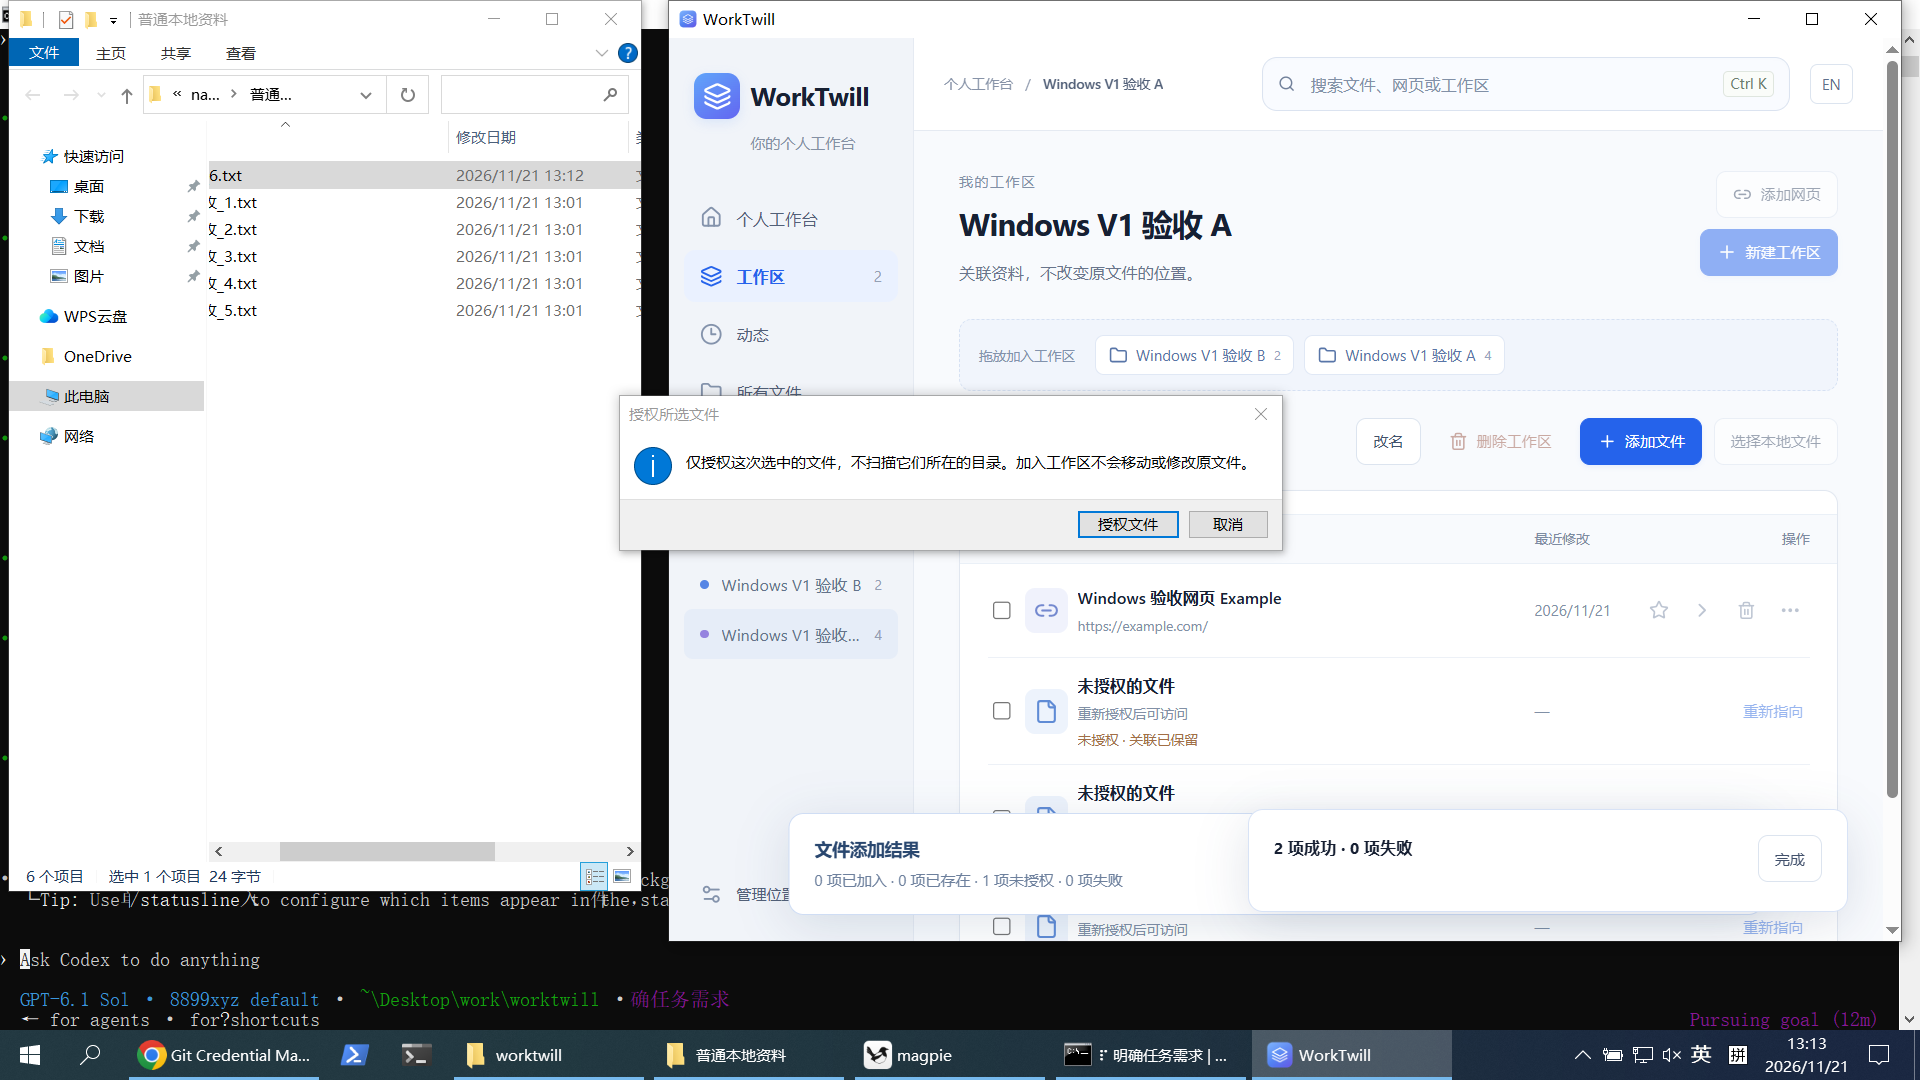 普通本地资料
文件
主页
共享
查看
?
« na... › 普通...
修改日期
6.txt 2026/11/21 13:12
_1.txt 2026/11/21 13:01
_2.txt 2026/11/21 13:01
_3.txt 2026/11/21 13:01
_4.txt 2026/11/21 13:01
_5.txt 2026/11/21 13:01
快速访问
桌面
下载
文档
图片
WPS云盘
OneDrive
此电脑
网络
6 个项目
选中 1 个项目 24 字节
WorkTwill
WorkTwill
你的个人工作台
个人工作台
工作区 2
动态
所有文件
Windows V1 验收 B 2
Windows V1 验收... 4
管理位
个人工作台 / Windows V1 验收 A
搜索文件、网页或工作区
Ctrl K
EN
我的工作区
Windows V1 验收 A
关联资料，不改变原文件的位置。
添加网页
新建工作区
拖放加入工作区
Windows V1 验收 B 2
Windows V1 验收 A 4
改名
删除工作区
添加文件
选择本地文件
授权所选文件
仅授权这次选中的文件，不扫描它们所在的目录。加入工作区不会移动或修改原文件。
授权文件
取消
最近修改
操作
Windows 验收网页 Example
https://example.com/
2026/11/21
未授权的文件
重新授权后可访问
未授权 · 关联已保留
—
重新指向
未授权的文件
文件添加结果
0 项已加入 · 0 项已存在 · 1 项未授权 · 0 项失败
2 项成功 · 0 项失败
完成
重新授权后可访问
—
重新指向
ckg
Tip: Use /statusline to configure which items appear in the sta
› Ask Codex to do anything
GPT-6.1 Sol • 8899xyz default • ~\Desktop\work\worktwill • 确任务需求
← for agents • for?shortcuts
Pursuing goal (12m)
Git Credential Ma...
worktwill
普通本地资料
magpie
明确任务需求 | ...
WorkTwill
英
拼
13:13
2026/11/21